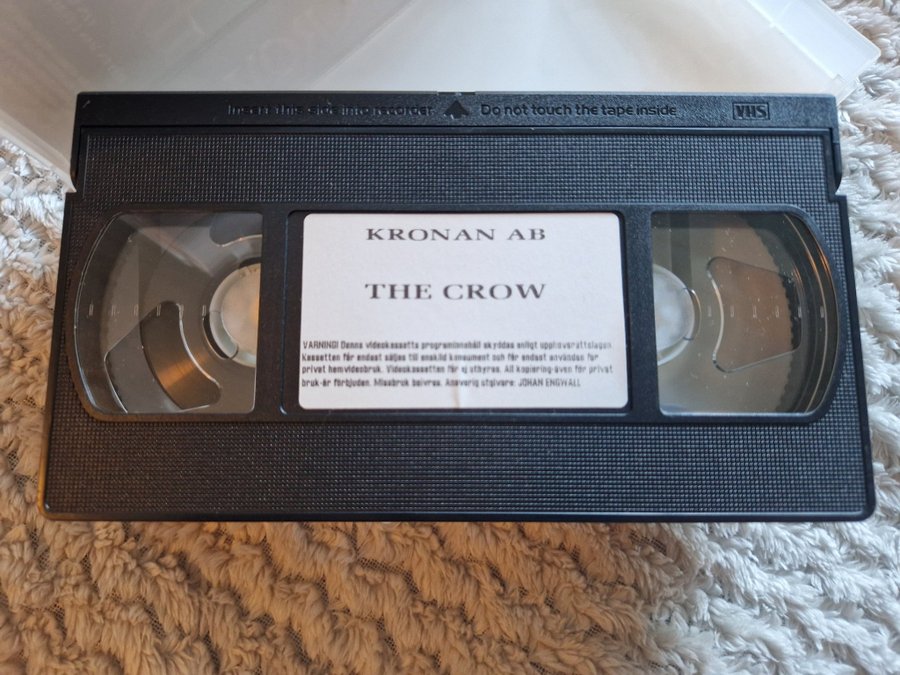 Insert this side into recorder Do not touch the tape inside VHS
KRONAN AB
THE CROW
VARNING! Denna videokassetts programinnehåll skyddas enligt upphovsrättslagen.
Kassetten får endast säljas till enskild konsument och får endast användas för
privat hemvideobruk. Videokassetten får ej uthyras. All kopiering-även för privat
bruk-är förbjuden. Missbruk beivras. Ansvarig utgivare: JOHAN ENGWALL